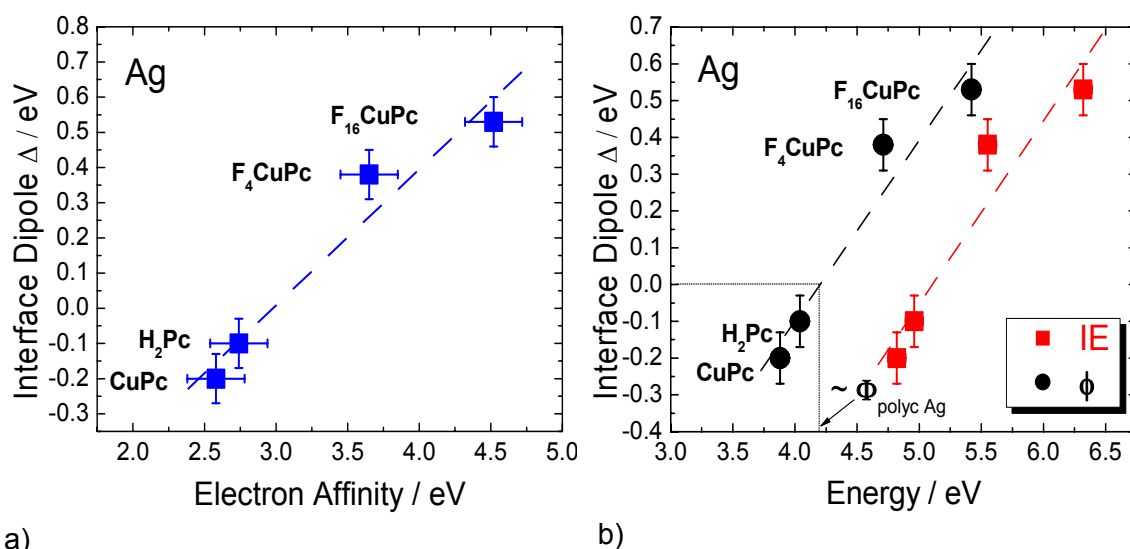 Ag
F16CuPc
F4CuPc
H2Pc
CuPc
Interface Dipole Δ / eV
0.8
0.7
0.6
0.5
0.4
0.3
0.2
0.1
0.0
-0.1
-0.2
-0.3
2.0 2.5 3.0 3.5 4.0 4.5 5.0
Electron Affinity / eV
a)
Ag
F16CuPc
F4CuPc
H2Pc
CuPc
~ Φ polyc Ag
IE
ϕ
Interface Dipole Δ / eV
0.7
0.6
0.5
0.4
0.3
0.2
0.1
0.0
-0.1
-0.2
-0.3
-0.4
3.0 3.5 4.0 4.5 5.0 5.5 6.0 6.5
Energy / eV
b)